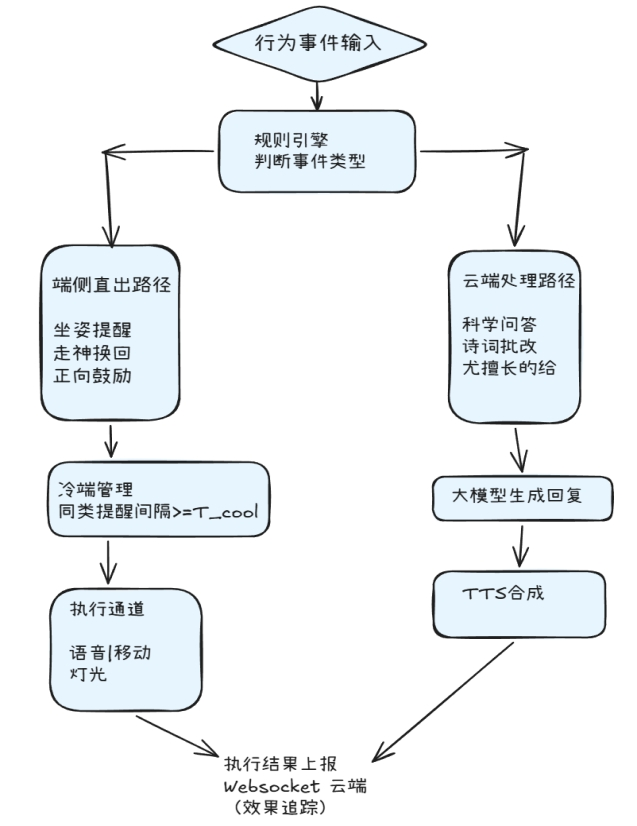 行为事件输入
规则引擎
判断事件类型
端侧直出路径
坐姿提醒
走神换回
正向鼓励
云端处理路径
科学问答
诗词批改
尤擅长的给
冷端管理
同类提醒间隔>=T_cool
大模型生成回复
执行通道
语音|移动
灯光
TTS合成
执行结果上报
Websocket 云端
（效果追踪）